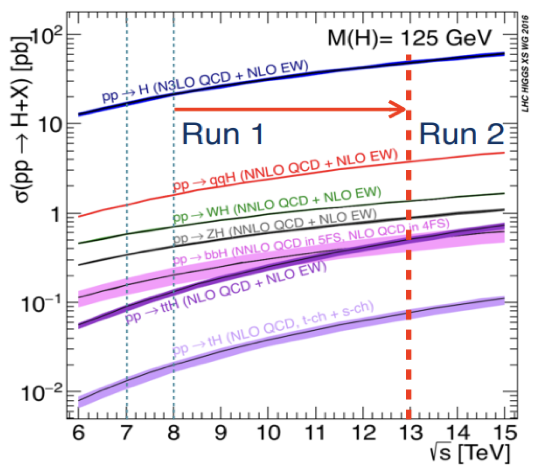 M(H)= 125 GeV
LHC HIGGS XS WG 2016
σ(pp → H+X) [pb]
10²
10
1
10⁻¹
10⁻²
pp → H (N3LO QCD + NLO EW)
Run 1
Run 2
pp → qqH (NNLO QCD + NLO EW)
pp → WH (NNLO QCD + NLO EW)
pp → ZH (NNLO QCD + NLO EW)
pp → bbH (NNLO QCD in 5FS, NLO QCD in 4FS)
pp → ttH (NLO QCD + NLO EW)
pp → tH (NLO QCD, t-ch + s-ch)
6 7 8 9 10 11 12 13 14 15
√s [TeV]